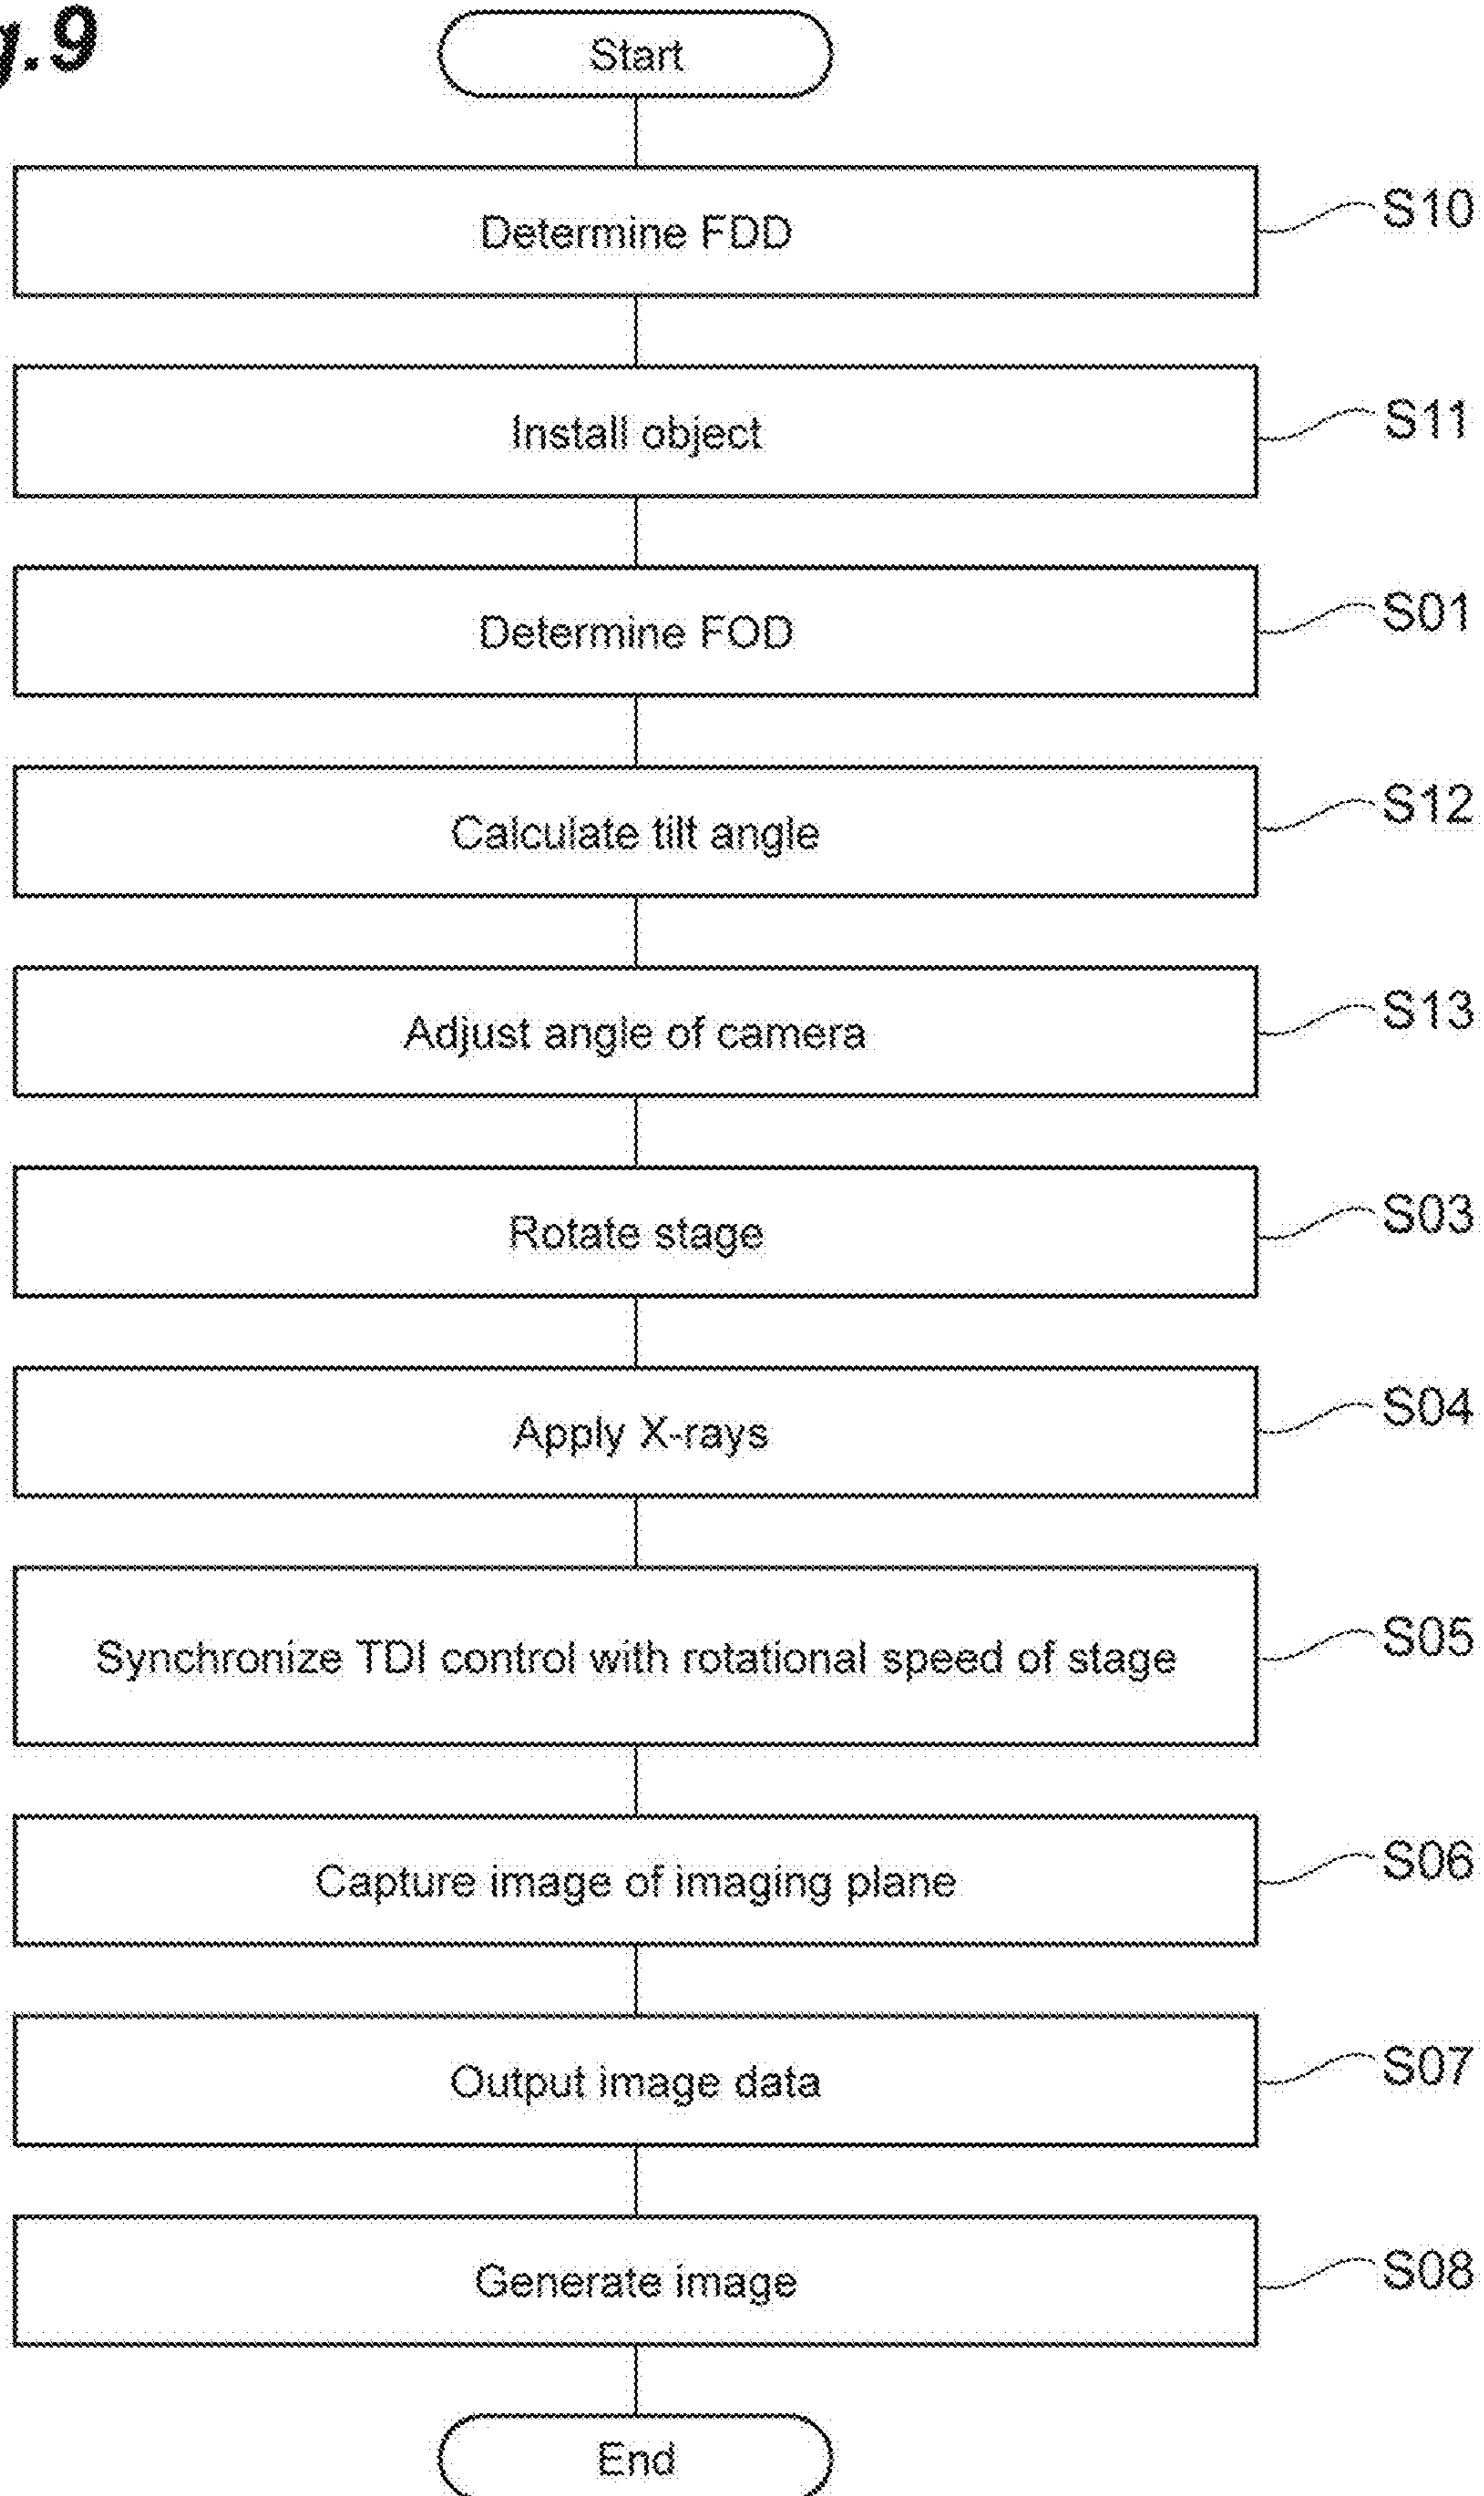 g.9
Start
Determine FDD
S10
Install object
S11
Determine FOD
S01
Calculate tilt angle
S12
Adjust angle of camera
S13
Rotate stage
S03
Apply X-rays
S04
Synchronize TDI control with rotational speed of stage
S05
Capture image of imaging plane
S06
Output image data
S07
Generate image
S08
End